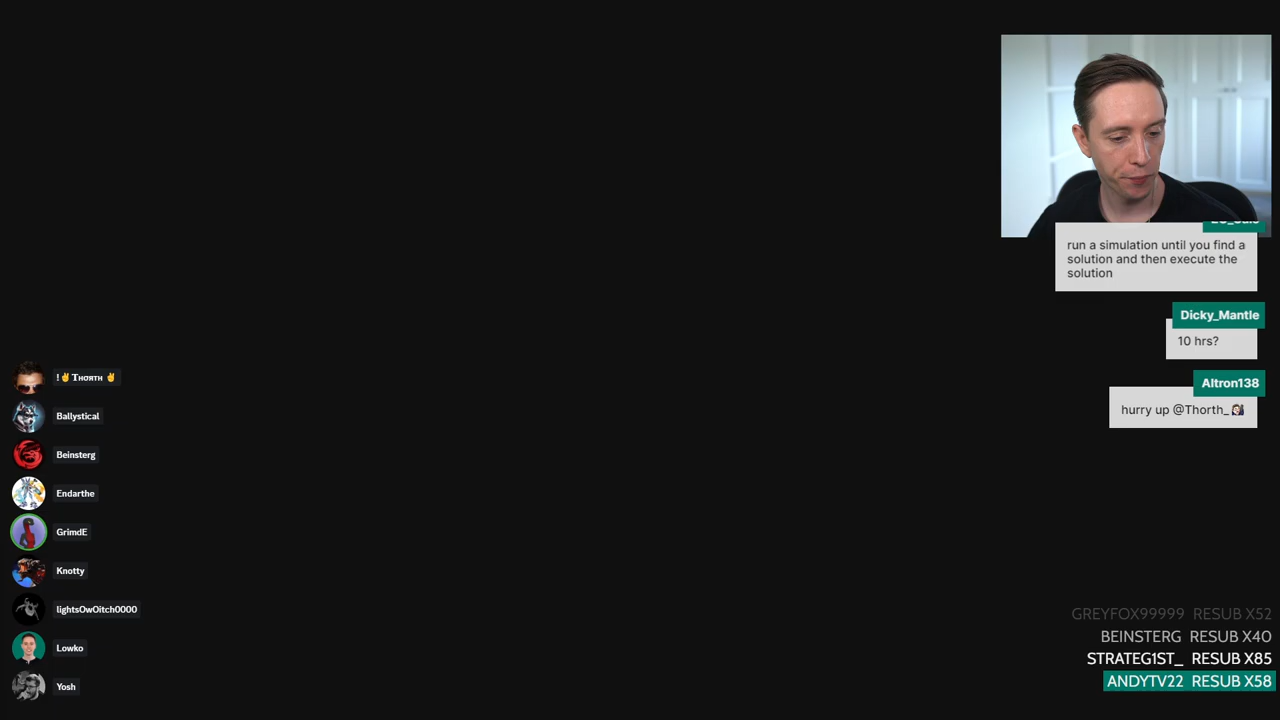 run a simulation until you find a
solution and then execute the
solution
Dicky_Mantle
10 hrs?
Altron138
hurry up @Thorth_
! ✌ Тнσятн ✌
Ballystical
Beinsterg
Endarthe
GrimdE
Knotty
lightsOwOitch0000
Lowko
Yosh
GREYFOX99999 RESUB X52
BEINSTERG RESUB X40
STRATEG1ST_ RESUB X85
ANDYTV22 RESUB X58